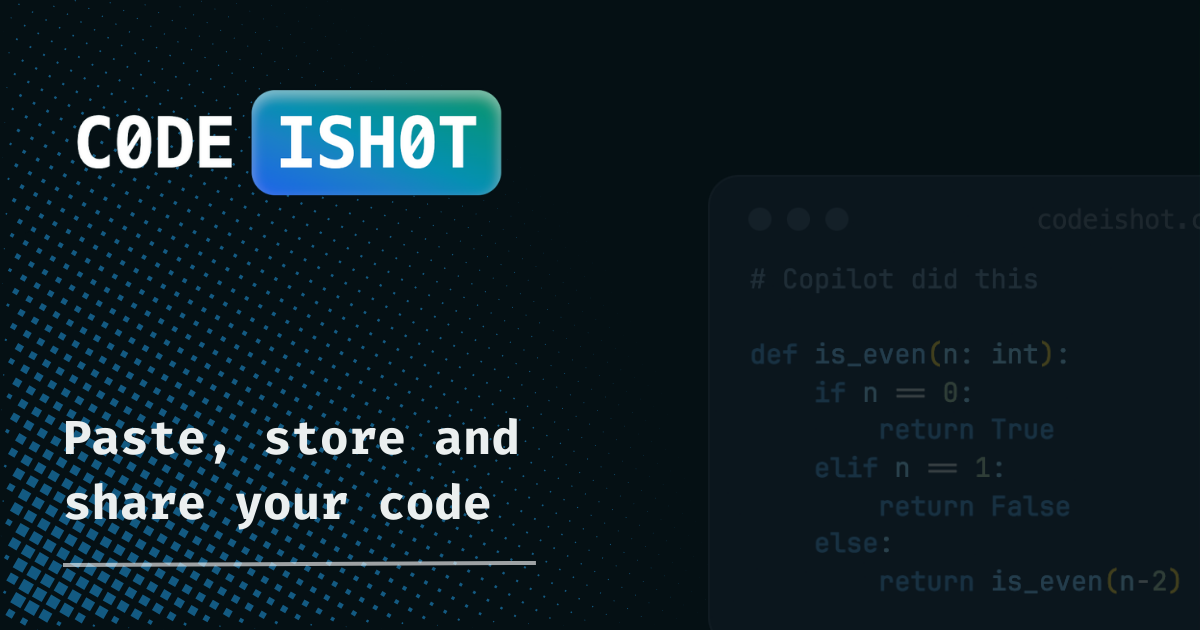 C0DE ISH0T
Paste, store and
share your code
codeishot.c
# Copilot did this
def is_even(n: int):
    if n == 0:
        return True
    elif n == 1:
        return False
    else:
        return is_even(n-2)